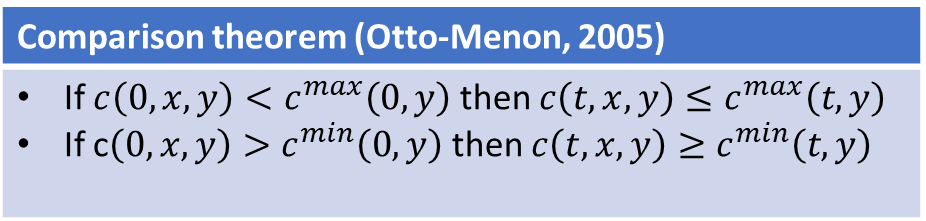 Comparison theorem (Otto-Menon, 2005)
• If c(0, x, y) < c^{max}(0, y) then c(t, x, y) ≤ c^{max}(t, y)
• If c(0, x, y) > c^{min}(0, y) then c(t, x, y) ≥ c^{min}(t, y)